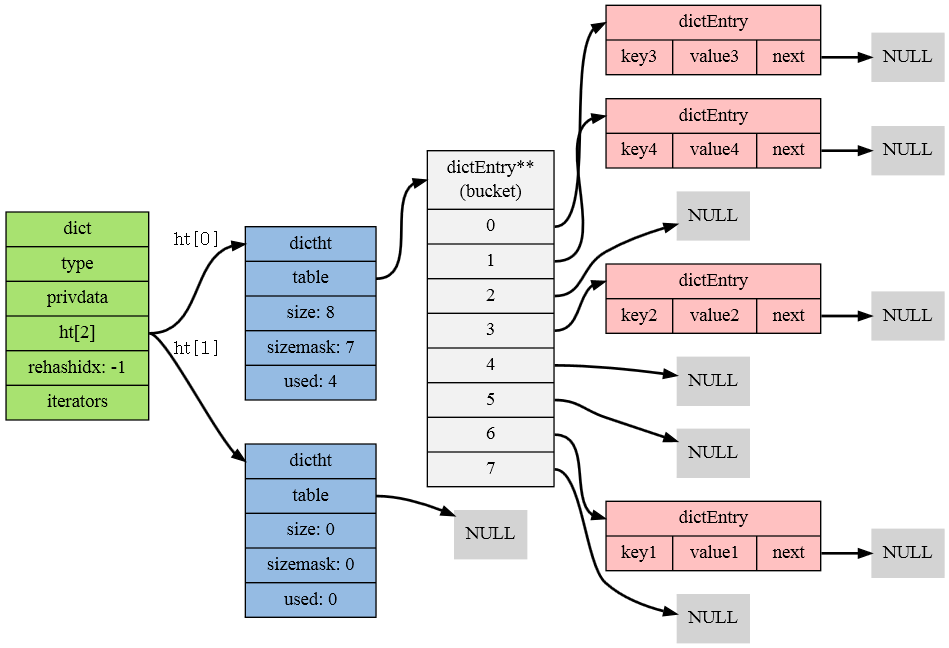 dict
type
privdata
ht[2]
rehashidx: -1
iterators
ht[0]
ht[1]
dictht
table
size: 8
sizemask: 7
used: 4
dictht
table
size: 0
sizemask: 0
used: 0
NULL
dictEntry**
(bucket)
0
1
2
3
4
5
6
7
dictEntry
key3 value3 next
NULL
dictEntry
key4 value4 next
NULL
NULL
dictEntry
key2 value2 next
NULL
NULL
NULL
dictEntry
key1 value1 next
NULL
NULL